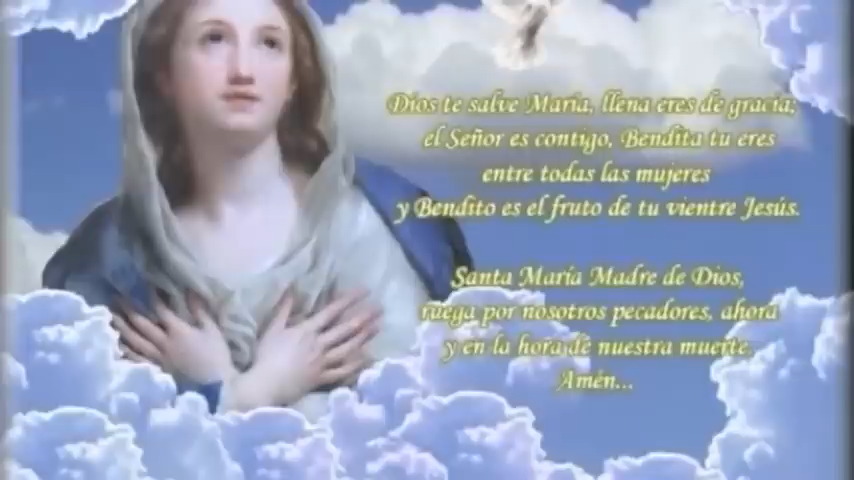 Dios te salve María, llena eres de gracia;
el Señor es contigo, Bendita tu eres
entre todas las mujeres
y Bendito es el fruto de tu vientre Jesús.
Santa María Madre de Dios,
ruega por nosotros pecadores, ahora
y en la hora de nuestra muerte.
Amén...